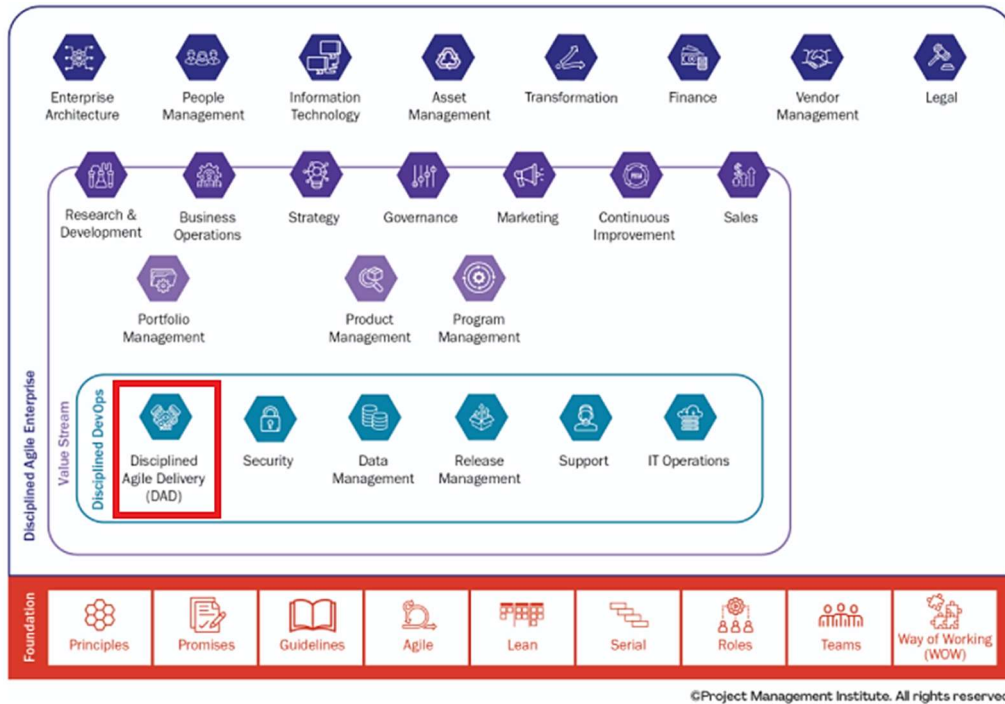 Enterprise
Architecture
People
Management
Information
Technology
Asset
Management
Transformation
Finance
Vendor
Management
Legal
Research &
Development
Business
Operations
Strategy
Governance
Marketing
Continuous
Improvement
Sales
Portfolio
Management
Product
Management
Program
Management
Disciplined Agile Enterprise
Value Stream
Disciplined DevOps
Disciplined
Agile Delivery
(DAD)
Security
Data
Management
Release
Management
Support
IT Operations
Foundation
Principles
Promises
Guidelines
Agile
Lean
Serial
Roles
Teams
Way of Working
(WOW)
©Project Management Institute. All rights reserved